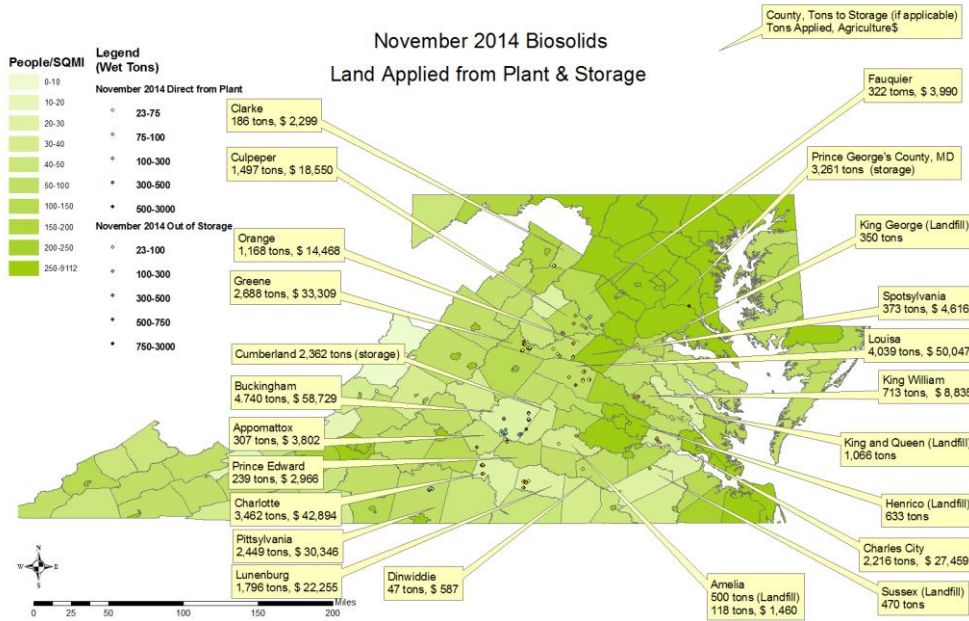 November 2014 Biosolids
Land Applied from Plant & Storage
County, Tons to Storage (if applicable)
Tons Applied, Agriculture$
People/SQMI
0-10
10-20
20-30
30-40
40-50
50-100
100-150
150-200
200-250
250-9112
Legend
(Wet Tons)
November 2014 Direct from Plant
23-75
75-100
100-300
300-500
500-3000
November 2014 Out of Storage
23-100
100-300
300-500
500-750
750-3000
Clarke
186 tons, $ 2,299
Culpeper
1,497 tons, $ 18,550
Orange
1,168 tons, $ 14,468
Greene
2,688 tons, $ 33,309
Cumberland 2,362 tons (storage)
Buckingham
4.740 tons, $ 58,729
Appomattox
307 tons, $ 3,802
Prince Edward
239 tons, $ 2,966
Charlotte
3,462 tons, $ 42,894
Pittsylvania
2,449 tons, $ 30,346
Lunenburg
1,796 tons, $ 22,255
Dinwiddie
47 tons, $ 587
Fauquier
322 toms, $ 3,990
Prince George's County, MD
3,261 tons (storage)
King George (Landfill)
350 tons
Spotsylvania
373 tons, $ 4,616
Louisa
4,039 tons, $ 50,047
King William
713 tons, $ 8,835
King and Queen (Landfill)
1,066 tons
Henrico (Landfill)
633 tons
Charles City
2,216 tons, $ 27,459
Sussex (Landfill)
470 tons
Amelia
500 tons (Landfill)
118 tons, $ 1,460
N
W
E
S
Miles
0
25
50
100
150
200